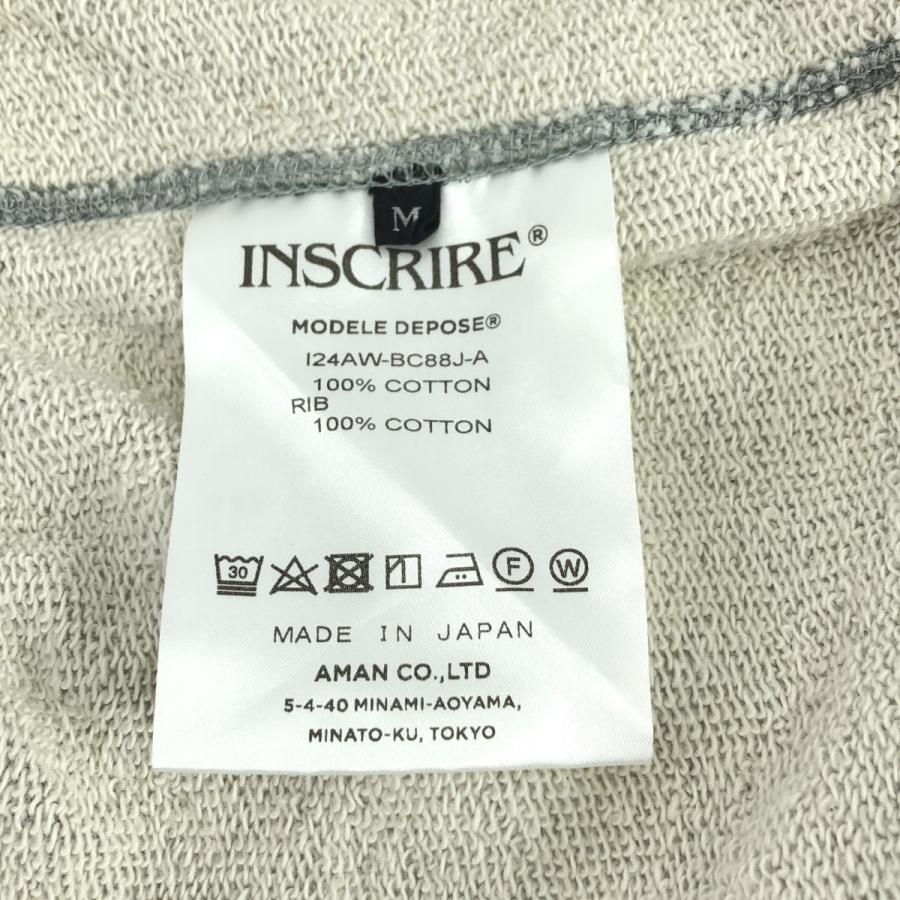 M
INSCRIRE®
MODELE DEPOSE®
I24AW-BC88J-A
100% COTTON
RIB
100% COTTON
30 F W
MADE IN JAPAN
AMAN CO.,LTD
5-4-40 MINAMI-AOYAMA,
MINATO-KU, TOKYO